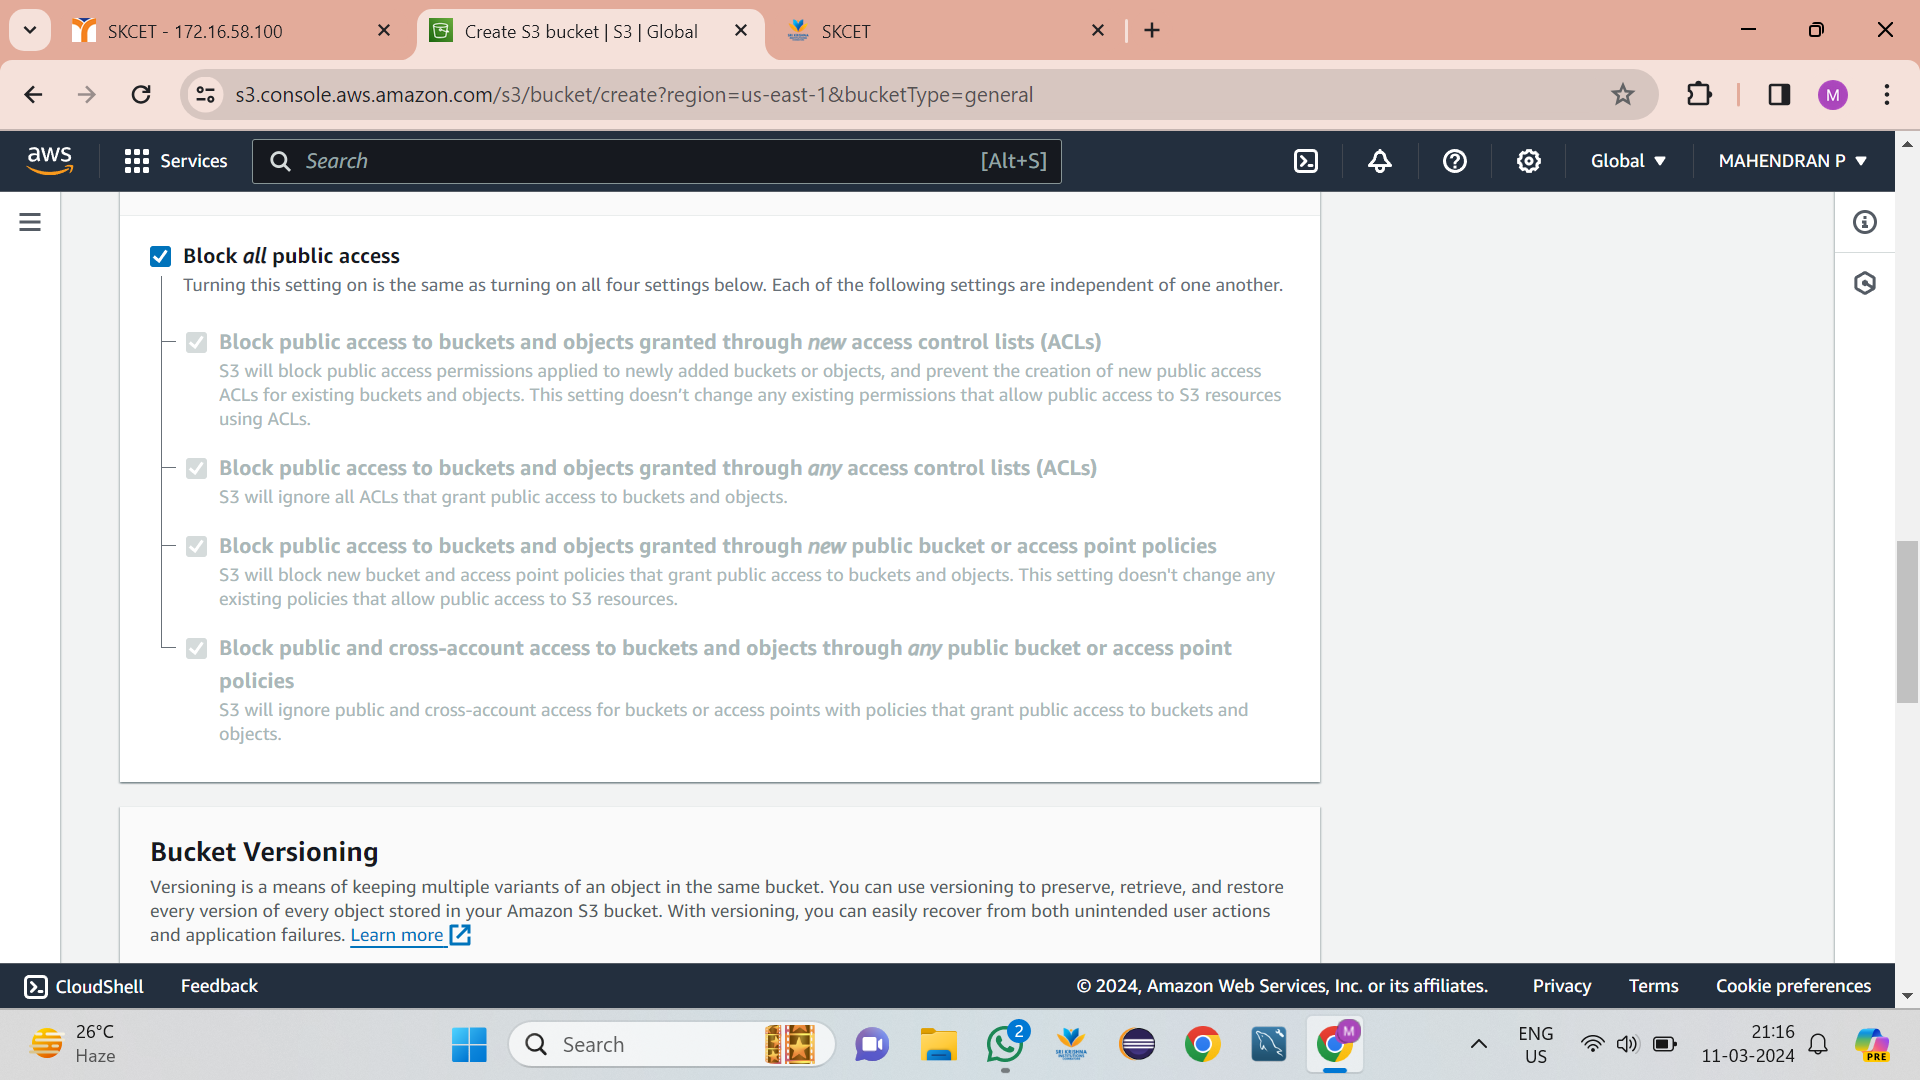 SKCET - 172.16.58.100
Create S3 bucket | S3 | Global
SKCET
s3.console.aws.amazon.com/s3/bucket/create?region=us-east-1&bucketType=general
M
aws
Services
Search
[Alt+S]
Global
MAHENDRAN P
Block all public access
Turning this setting on is the same as turning on all four settings below. Each of the following settings are independent of one another.
Block public access to buckets and objects granted through new access control lists (ACLs)
S3 will block public access permissions applied to newly added buckets or objects, and prevent the creation of new public access
ACLs for existing buckets and objects. This setting doesn’t change any existing permissions that allow public access to S3 resources
using ACLs.
Block public access to buckets and objects granted through any access control lists (ACLs)
S3 will ignore all ACLs that grant public access to buckets and objects.
Block public access to buckets and objects granted through new public bucket or access point policies
S3 will block new bucket and access point policies that grant public access to buckets and objects. This setting doesn't change any
existing policies that allow public access to S3 resources.
Block public and cross-account access to buckets and objects through any public bucket or access point
policies
S3 will ignore public and cross-account access for buckets or access points with policies that grant public access to buckets and
objects.
Bucket Versioning
Versioning is a means of keeping multiple variants of an object in the same bucket. You can use versioning to preserve, retrieve, and restore
every version of every object stored in your Amazon S3 bucket. With versioning, you can easily recover from both unintended user actions
and application failures. Learn more
CloudShell
Feedback
© 2024, Amazon Web Services, Inc. or its affiliates.
Privacy
Terms
Cookie preferences
26°C
Haze
Search
2
M
ENG
US
21:16
11-03-2024
PRE